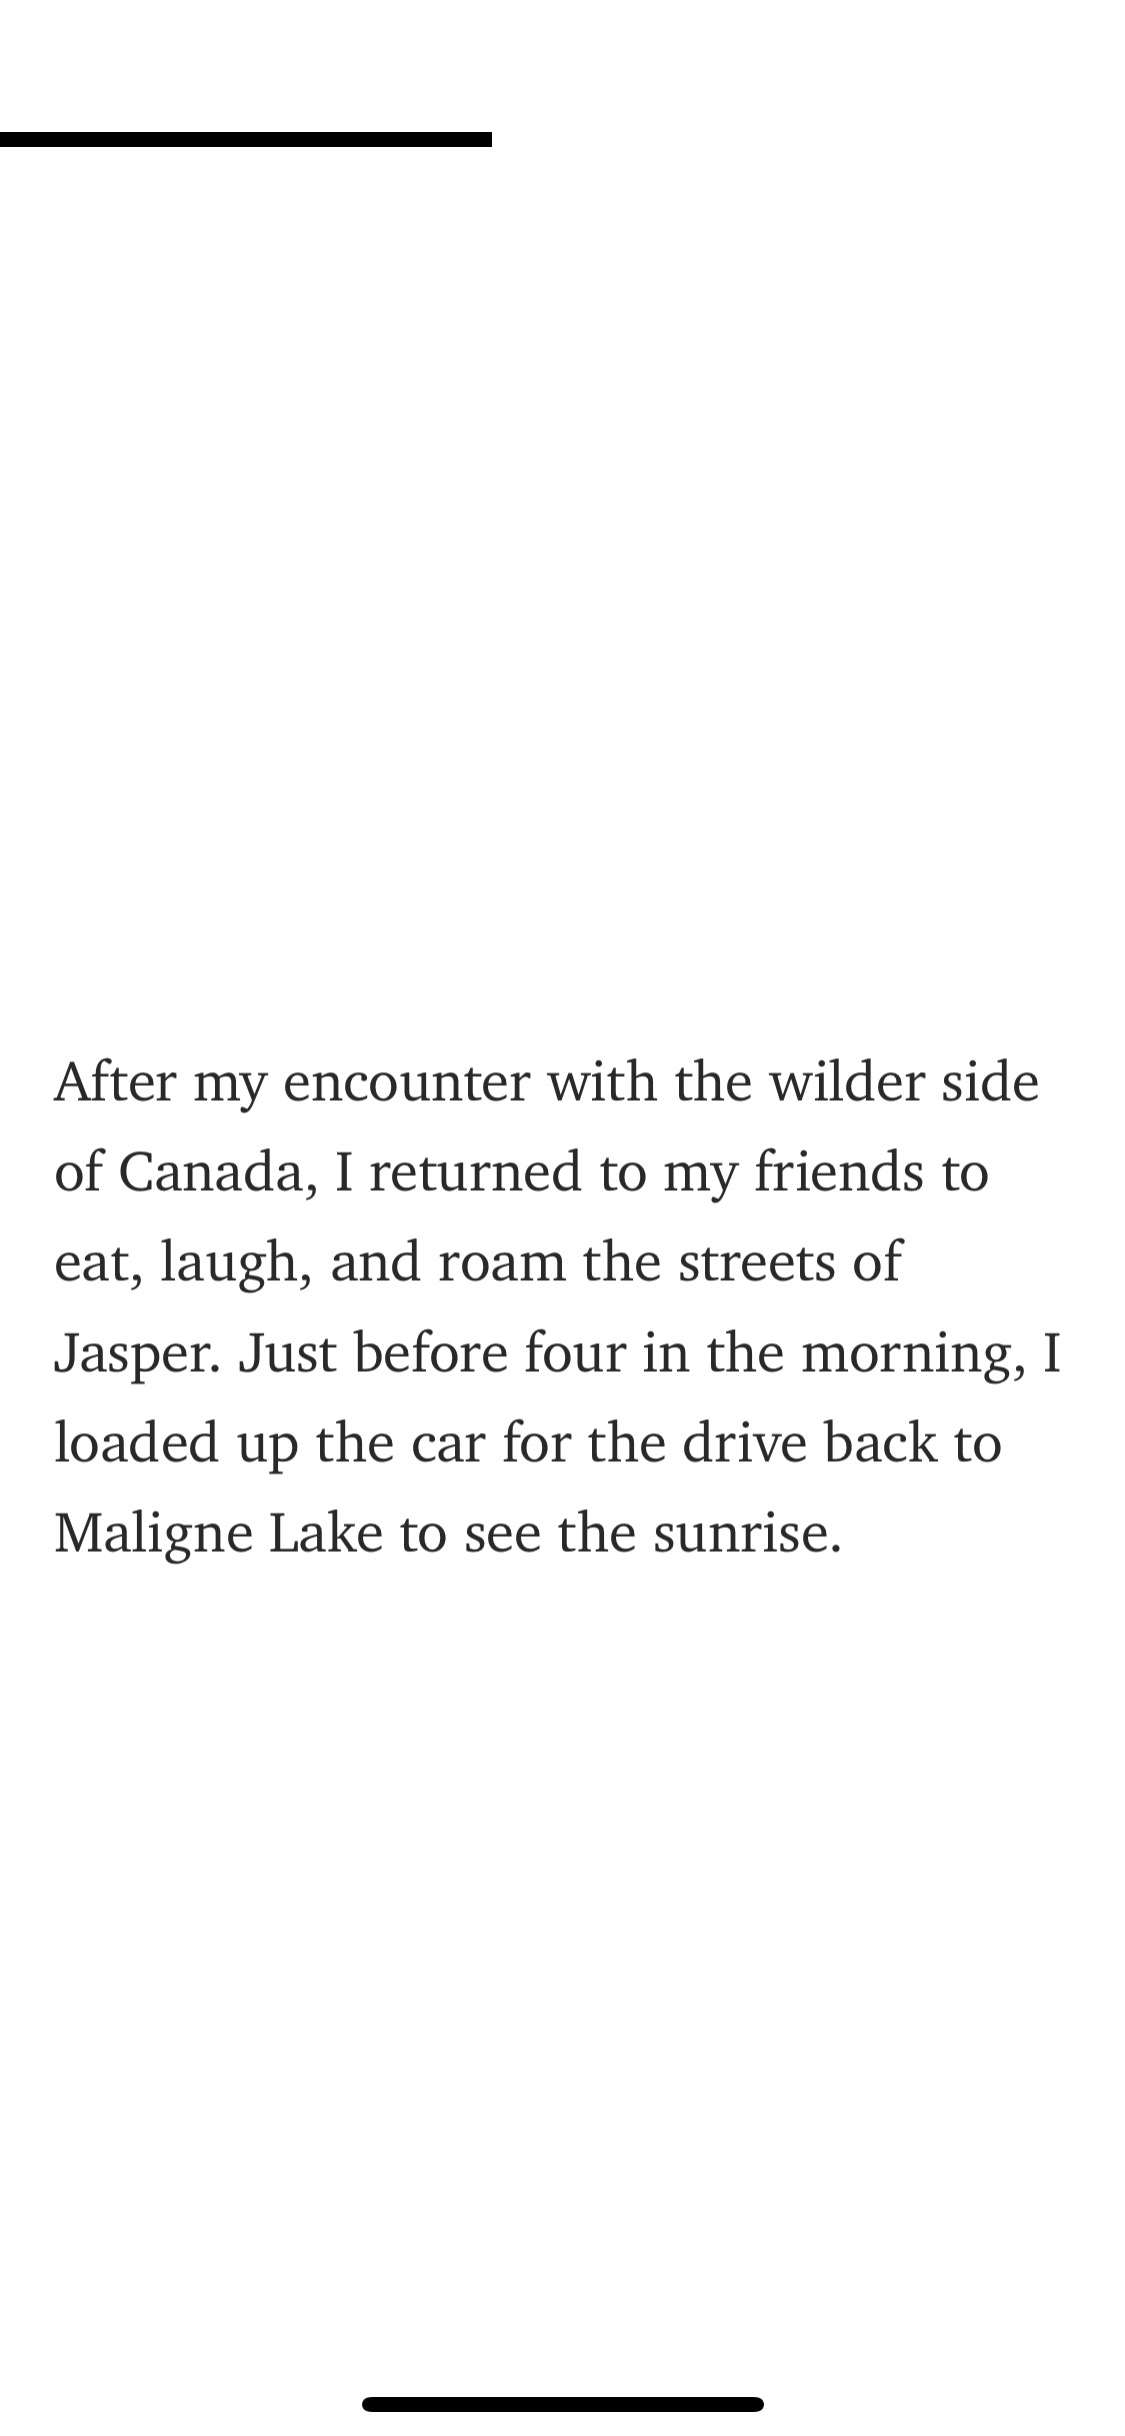 After my encounter with the wilder side
of Canada, I returned to my friends to
eat, laugh, and roam the streets of
Jasper. Just before four in the morning, I
loaded up the car for the drive back to
Maligne Lake to see the sunrise.